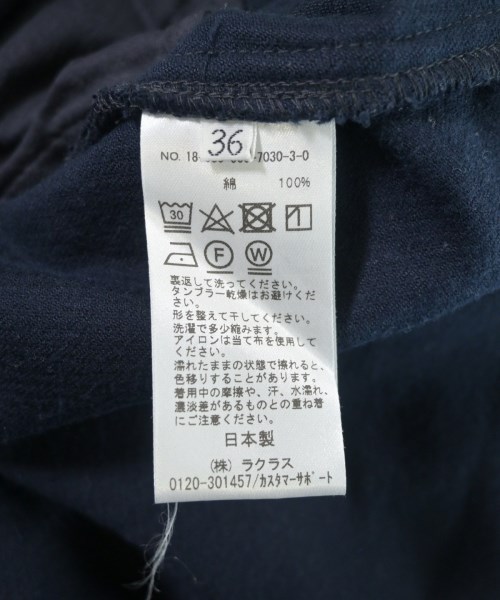 36
NO. 18- -7030-3-0
綿 100%
30
F W
裏返して洗ってください。
タンブラー乾燥はお避けくだ
さい。
形を整えて干してください。
洗濯で多少縮みます。
アイロンは当て布を使用して
ください。
濡れたままの状態で擦れると、
色移りすることがあります。
着用中の摩擦や、汗、水濡れ、
濃淡差があるものとの重ね着
にご注意ください。
日本製
(株) ラクラス
0120-301457/カスタマーサポート